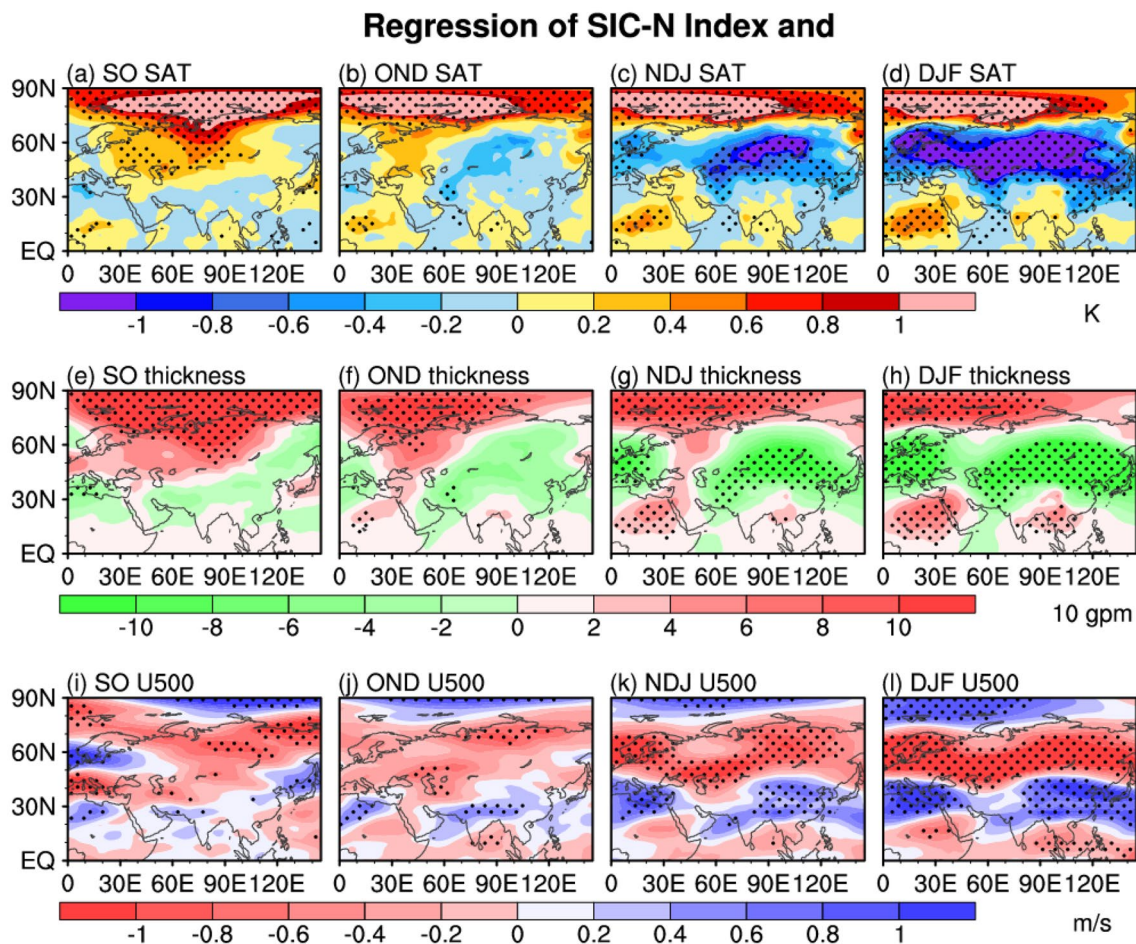 Regression of SIC-N Index and
(a) SO SAT (b) OND SAT (c) NDJ SAT (d) DJF SAT
90N
60N
30N
EQ
0 30E 60E 90E 120E 0 30E 60E 90E 120E 0 30E 60E 90E 120E 0 30E 60E 90E 120E
-1 -0.8 -0.6 -0.4 -0.2 0 0.2 0.4 0.6 0.8 1 K
(e) SO thickness (f) OND thickness (g) NDJ thickness (h) DJF thickness
90N
60N
30N
EQ
0 30E 60E 90E 120E 0 30E 60E 90E 120E 0 30E 60E 90E 120E 0 30E 60E 90E 120E
-10 -8 -6 -4 -2 0 2 4 6 8 10 10 gpm
(i) SO U500 (j) OND U500 (k) NDJ U500 (l) DJF U500
90N
60N
30N
EQ
0 30E 60E 90E 120E 0 30E 60E 90E 120E 0 30E 60E 90E 120E 0 30E 60E 90E 120E
-1 -0.8 -0.6 -0.4 -0.2 0 0.2 0.4 0.6 0.8 1 m/s